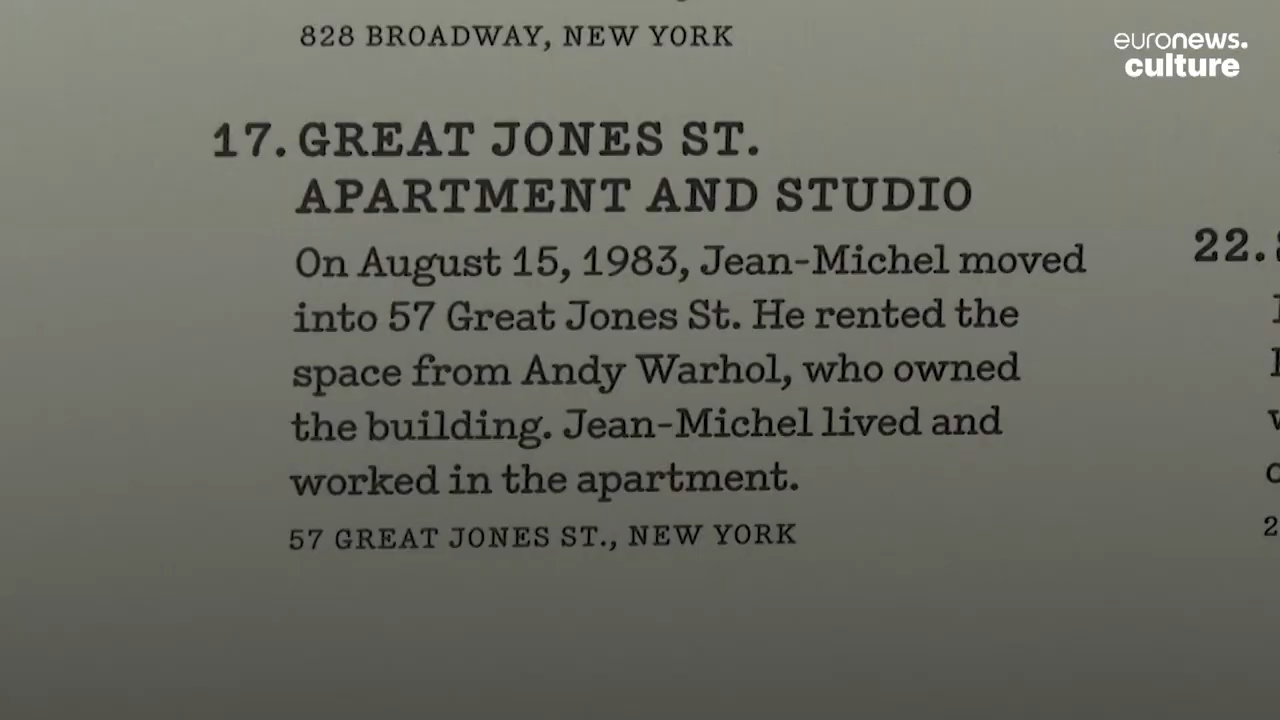 828 BROADWAY, NEW YORK
euronews.
culture
17. GREAT JONES ST.
APARTMENT AND STUDIO
On August 15, 1983, Jean-Michel moved
into 57 Great Jones St. He rented the
space from Andy Warhol, who owned
the building. Jean-Michel lived and
worked in the apartment.
57 GREAT JONES ST., NEW YORK
22.